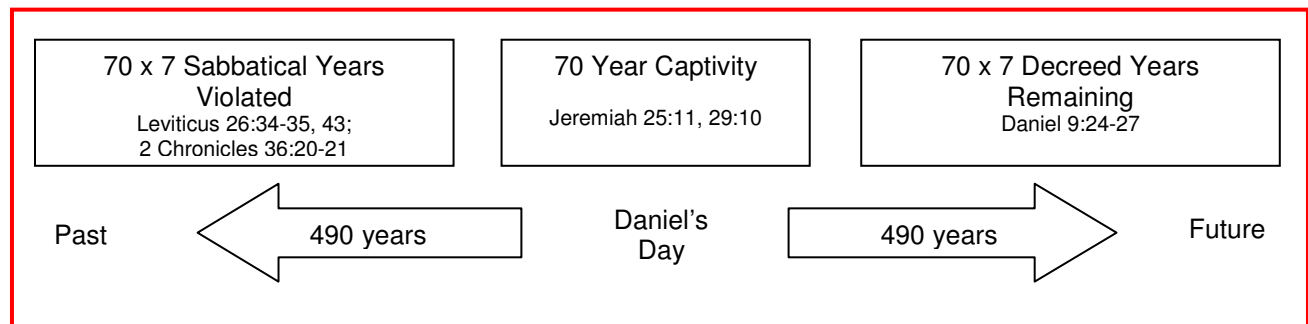 70 x 7 Sabbatical Years
Violated
Leviticus 26:34-35, 43;
2 Chronicles 36:20-21
70 Year Captivity
Jeremiah 25:11, 29:10
70 x 7 Decreed Years
Remaining
Daniel 9:24-27
Past
490 years
Daniel's
Day
490 years
Future